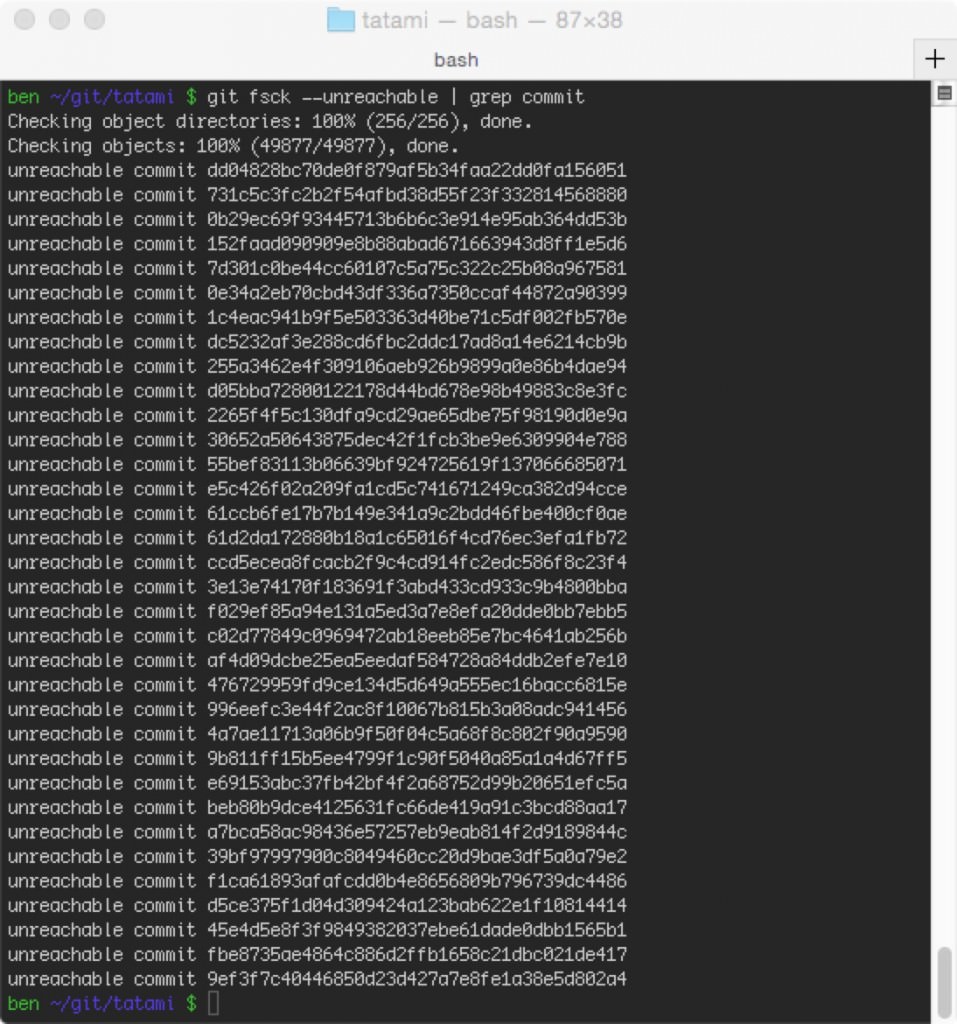 tatami — bash — 87×38
bash
+
ben ~/git/tatami $ git fsck --unreachable | grep commit
Checking object directories: 100% (256/256), done.
Checking objects: 100% (49877/49877), done.
unreachable commit dd04828bc70de0f879af5b34faa22dd0fa156051
unreachable commit 731c5c3fc2b2f54afbd38d55f23f332814568880
unreachable commit 0b29ec69f93445713b6b6c3e914e95ab364dd53b
unreachable commit 152faad090909e8b88abad671663943d8ff1e5d6
unreachable commit 7d301c0be44cc60107c5a75c322c25b08a967581
unreachable commit 0e34a2eb70cbd43df336a7350ccaf44872a90399
unreachable commit 1c4eac941b9f5e503363d40be71c5df002fb570e
unreachable commit dc5232af3e288cd6fbc2ddc17ad8a14e6214cb9b
unreachable commit 255a3462e4f309106aeb926b9899a0e86b4dae94
unreachable commit d05bba72800122178d44bd678e98b49883c8e3fc
unreachable commit 2265f4f5c130dfa9cd29ae65dbe75f98190d0e9a
unreachable commit 30652a50643875dec42f1fcb3be9e6309904e788
unreachable commit 55bef83113b06639bf924725619f137066685071
unreachable commit e5c426f02a209fa1cd5c741671249ca382d94cce
unreachable commit 61ccb6fe17b7b149e341a9c2bdd46fbe400cf0ae
unreachable commit 61d2da172880b18a1c65016f4cd76ec3efa1fb72
unreachable commit ccd5ecea8fcacb2f9c4cd914fc2edc586f8c23f4
unreachable commit 3e13e74170f183691f3abd433cd933c9b4800bba
unreachable commit f029ef85a94e131a5ed3a7e8efa20dde0bb7ebb5
unreachable commit c02d77849c0969472ab18eeb85e7bc4641ab256b
unreachable commit af4d09dcbe25ea5eedaf584728a84ddb2efe7e10
unreachable commit 476729959fd9ce134d5d649a555ec16bacc6815e
unreachable commit 996eefc3e44f2ac8f10067b815b3a08adc941456
unreachable commit 4a7ae11713a06b9f50f04c5a68f8c802f90a9590
unreachable commit 9b811ff15b5ee4799f1c90f5040a85a1a4d67ff5
unreachable commit e69153abc37fb42bf4f2a68752d99b20651efc5a
unreachable commit beb80b9dce4125631fc66de419a91c3bcd88aa17
unreachable commit a7bca58ac98436e57257eb9eab814f2d9189844c
unreachable commit 39bf97997900c8049460cc20d9bae3df5a0a79e2
unreachable commit f1ca61893afafcdd0b4e8656809b796739dc4486
unreachable commit d5ce375f1d04d309424a123bab622e1f10814414
unreachable commit 45e4d5e8f3f9849382037ebe61dade0dbb1565b1
unreachable commit fbe8735ae4864c886d2ffb1658c21dbc021de417
unreachable commit 9ef3f7c40446850d23d427a7e8fe1a38e5d802a4
ben ~/git/tatami $